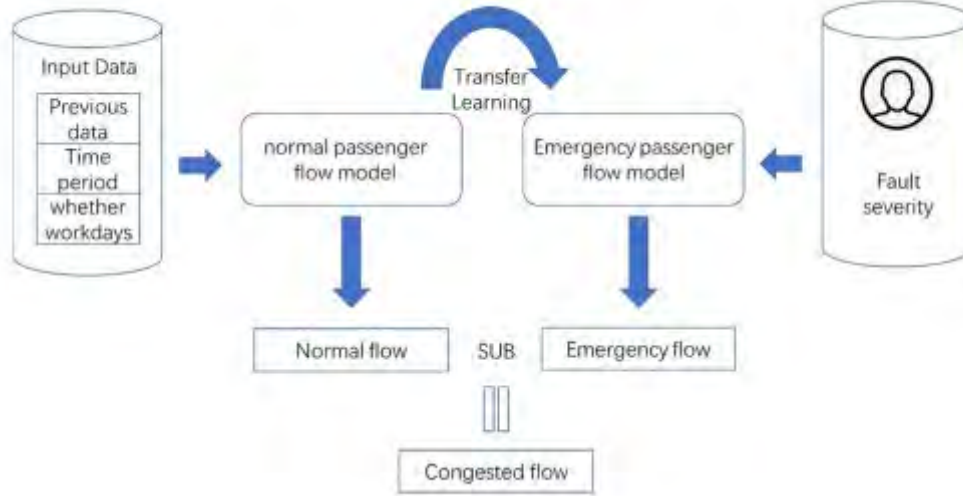 Input Data
Previous
data
Time
period
whether
workdays
Transfer
Learning
normal passenger
flow model
Emergency passenger
flow model
Fault
severity
Normal flow
SUB
Emergency flow
Congested flow